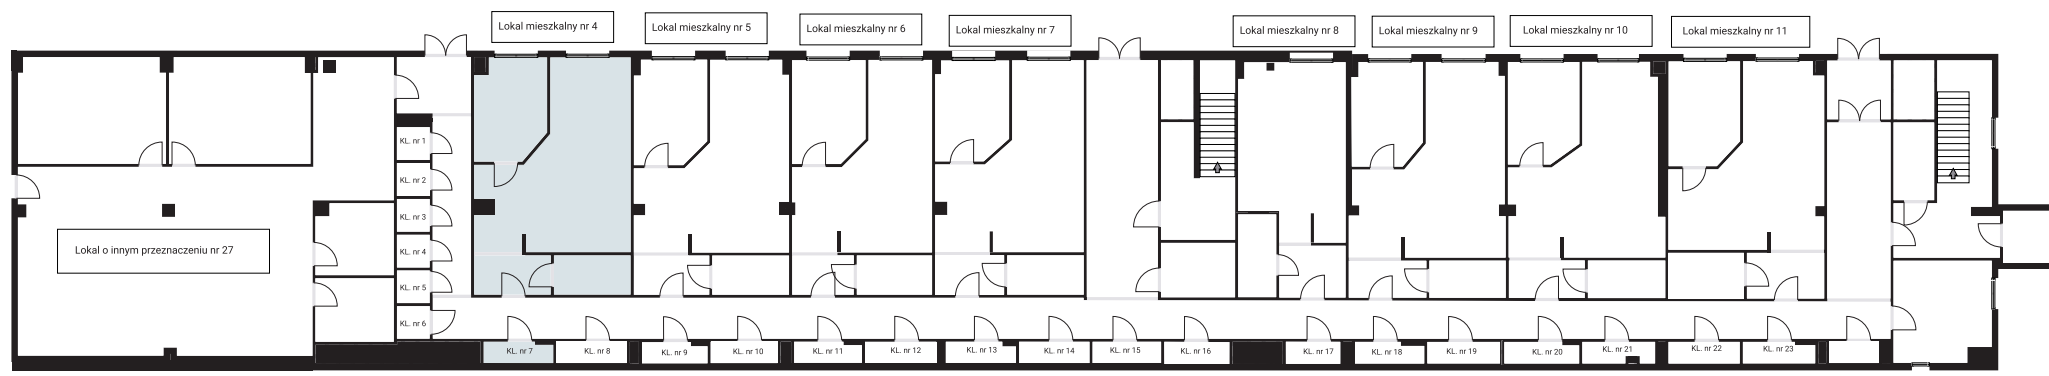 Lokal mieszkalny nr 4
Lokal mieszkalny nr 5
Lokal mieszkalny nr 6
Lokal mieszkalny nr 7
Lokal mieszkalny nr 8
Lokal mieszkalny nr 9
Lokal mieszkalny nr 10
Lokal mieszkalny nr 11
KL. nr 1
KL. nr 2
KL. nr 3
KL. nr 4
KL. nr 5
KL. nr 6
Lokal o innym przeznaczeniu nr 27
KL. nr 7
KL. nr 8
KL. nr 9
KL. nr 10
KL. nr 11
KL. nr 12
KL. nr 13
KL. nr 14
KL. nr 15
KL. nr 16
KL. nr 17
KL. nr 18
KL. nr 19
KL. nr 20
KL. nr 21
KL. nr 22
KL. nr 23